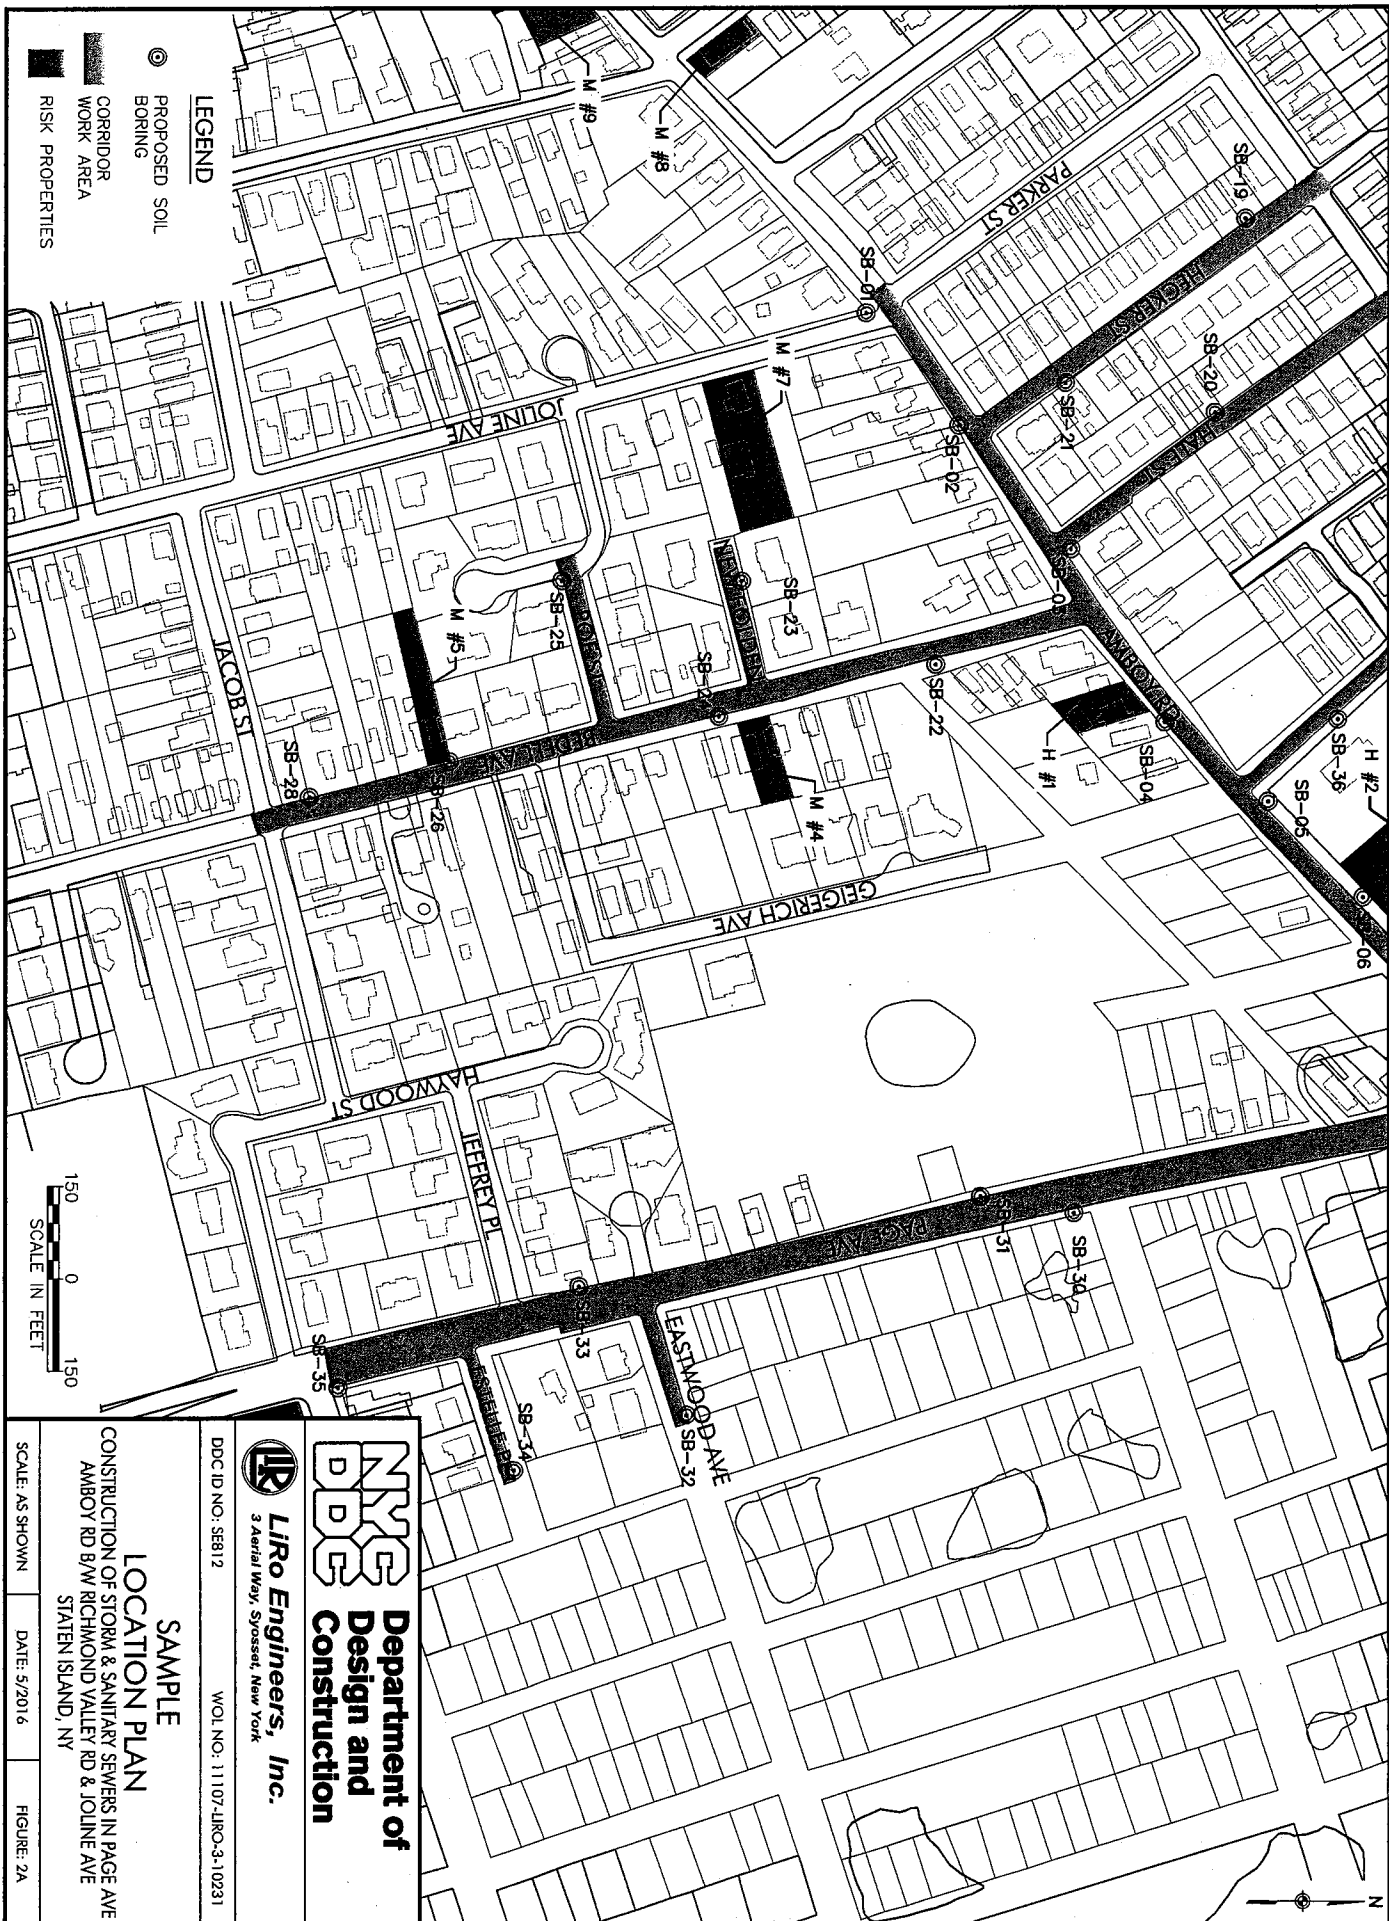 LEGEND
PROPOSED SOIL
BORING
CORRIDOR
WORK AREA
RISK PROPERTIES
M #9
M #8
PARKER ST
SB-19
HECKER ST
SB-01
SB-20
SB-21
SB-02
M #7
JOLINE AVE
SB-23
SB-25
M #5
JACOB ST
SB-28
SB-26
BEDELL AVE
SB-22
AMBOY RD
H #1
SB-04
M #4
SB-36
H #2
SB-05
GEIGERICH AVE
HAYWOOD ST
JEFFREY PL
PAGE AVE
SB-31
SB-30
SB-33
EASTWOOD AVE
SB-32
SB-34
SB-35
150
0
150
SCALE IN FEET
N
NYC
DDC
Department of
Design and
Construction
LiRo Engineers, Inc.
3 Aerial Way, Syosset, New York
DDC ID NO: SE812
WOL NO: 11107-LIRO-3-10231
SAMPLE
LOCATION PLAN
CONSTRUCTION OF STORM & SANITARY SEWERS IN PAGE AVE
AMBOY RD B/W RICHMOND VALLEY RD & JOLINE AVE
STATEN ISLAND, NY
SCALE: AS SHOWN
DATE: 5/2016
FIGURE: 2A